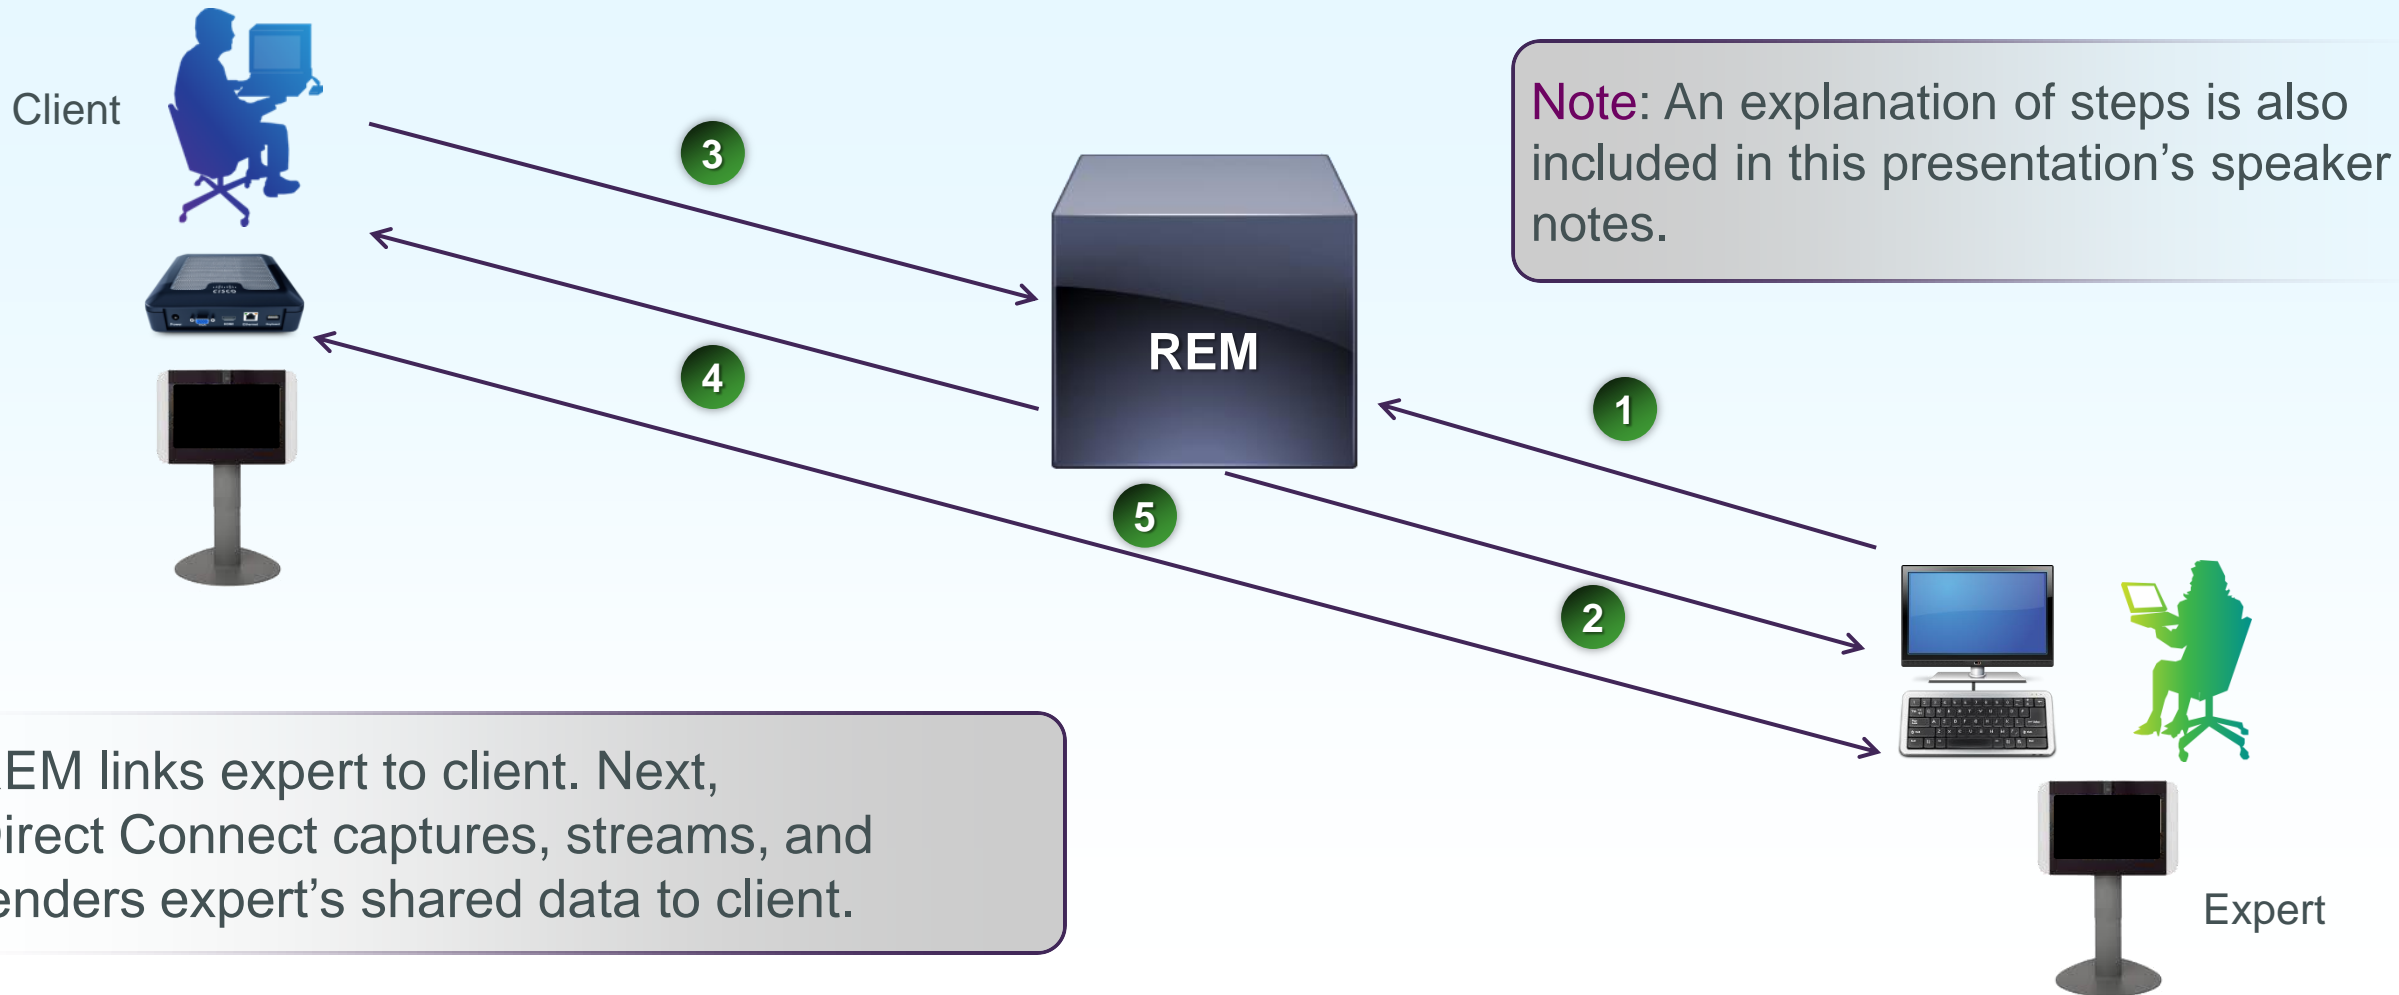 Client
3
Note: An explanation of steps is also
included in this presentation's speaker
notes.
CISCO
REM
4
1
5
2
EM links expert to client. Next,
irect Connect captures, streams, and
enders expert's shared data to client.
Expert